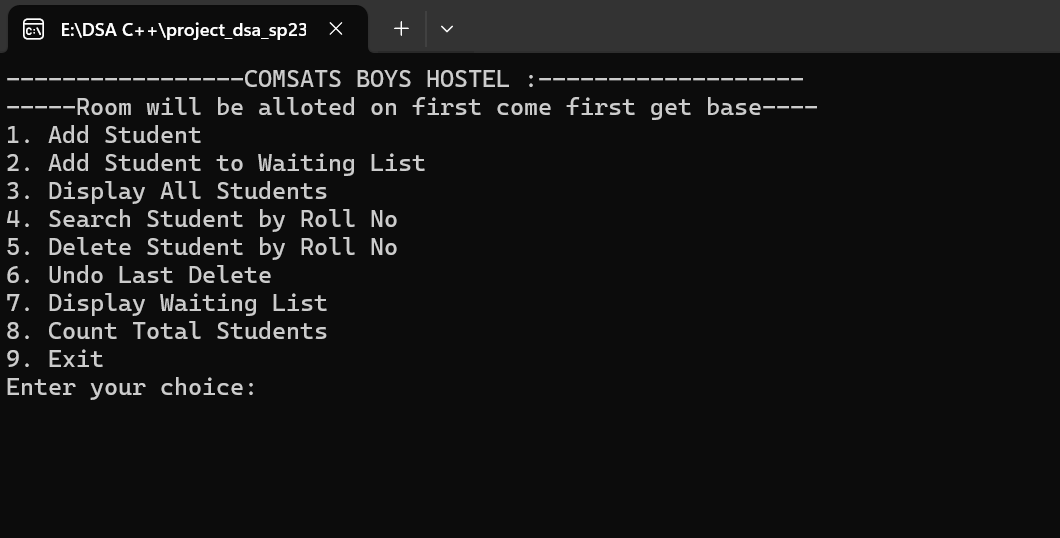 E:\DSA C++\project_dsa_sp23
-----------------COMSATS BOYS HOSTEL :-------------------
-----Room will be alloted on first come first get base----
1. Add Student
2. Add Student to Waiting List
3. Display All Students
4. Search Student by Roll No
5. Delete Student by Roll No
6. Undo Last Delete
7. Display Waiting List
8. Count Total Students
9. Exit
Enter your choice: